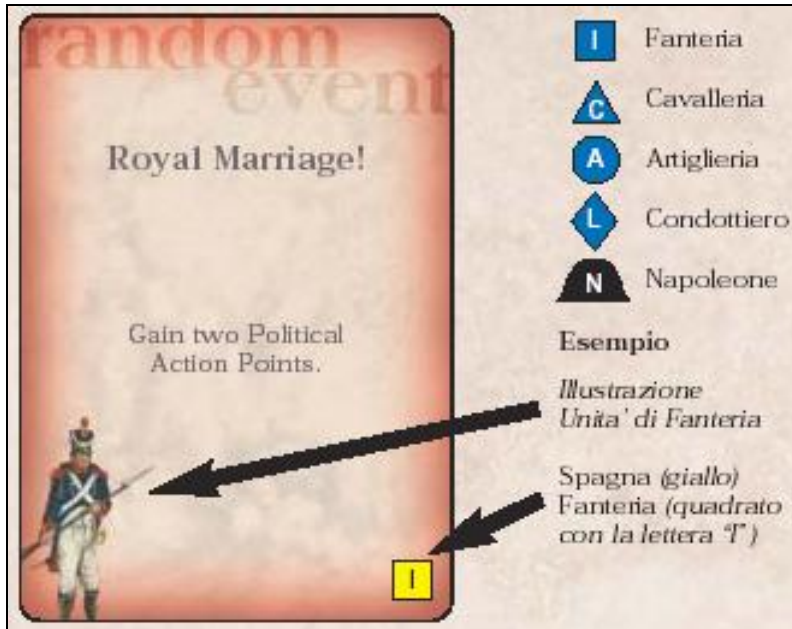 random
event
Royal Marriage!
Gain two Political
Action Points.
I
I Fanteria
C Cavalleria
A Artiglieria
L Condottiero
N Napoleone
Esempio
Illustrazione
Unita' di Fanteria
Spagna (giallo)
Fanteria (quadrato
con la lettera "I")